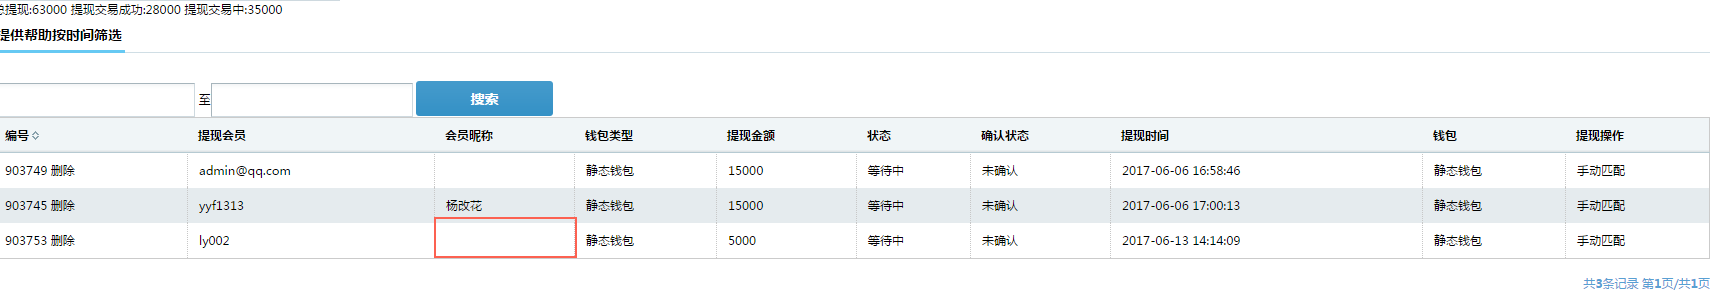 提现:63000 提现交易成功:28000 提现交易中:35000
提供帮助按时间筛选
至 搜索
编号 提现会员 会员昵称 钱包类型 提现金额 状态 确认状态 提现时间 钱包 提现操作
903749 删除 admin@qq.com 静态钱包 15000 等待中 未确认 2017-06-06 16:58:46 静态钱包 手动匹配
903745 删除 yyf1313 杨改花 静态钱包 15000 等待中 未确认 2017-06-06 17:00:13 静态钱包 手动匹配
903753 删除 ly002 静态钱包 5000 等待中 未确认 2017-06-13 14:14:09 静态钱包 手动匹配
共3条记录 第1页/共1页